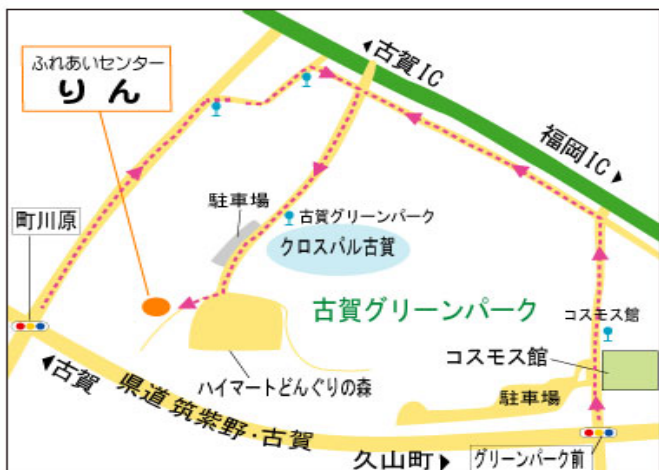 ふれあいセンター
りん
古賀IC
福岡IC
駐車場
古賀グリーンパーク
クロスパル古賀
町川原
古賀グリーンパーク
コスモス館
コスモス館
ハイマートどんぐりの森
駐車場
古賀
県道 筑紫野・古賀
久山町
グリーンパーク前